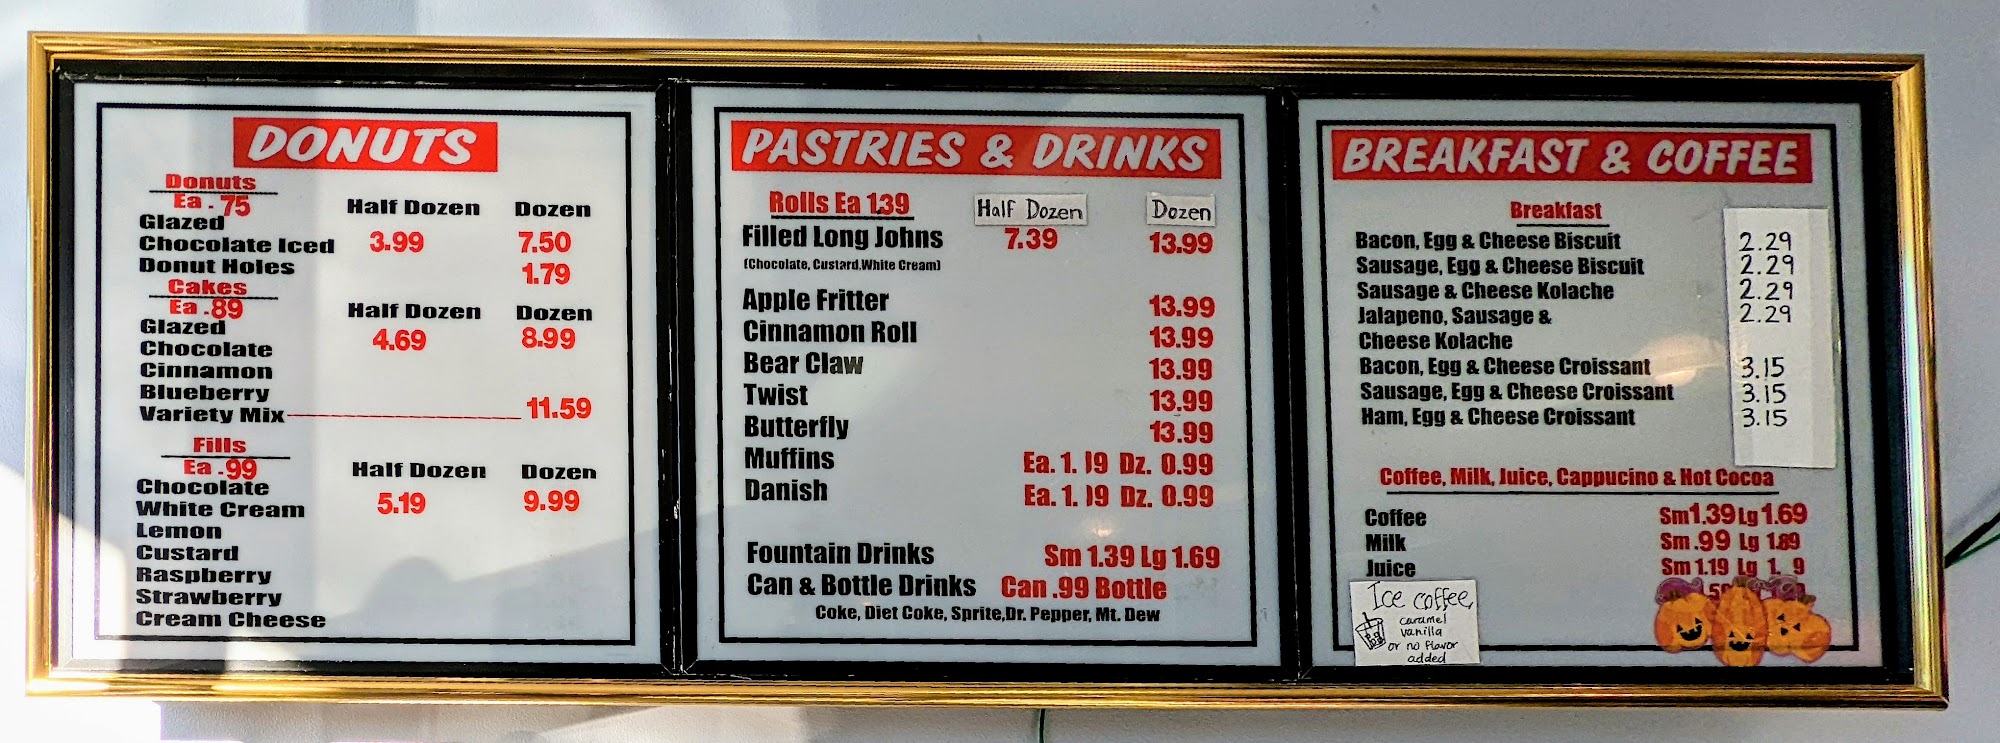 DONUTS
Donuts
Ea .75 Half Dozen Dozen
Glazed
Chocolate Iced 3.99 7.50
Donut Holes 1.79
Cakes
Ea .89 Half Dozen Dozen
Glazed 4.69 8.99
Chocolate
Cinnamon
Blueberry
Variety Mix 11.59
Fills
Ea .99 Half Dozen Dozen
Chocolate 5.19 9.99
White Cream
Lemon
Custard
Raspberry
Strawberry
Cream Cheese
PASTRIES & DRINKS
Rolls Ea 1.39 Half Dozen Dozen
Filled Long Johns 7.39 13.99
(Chocolate, Custard,White Cream)
Apple Fritter 13.99
Cinnamon Roll 13.99
Bear Claw 13.99
Twist 13.99
Butterfly 13.99
Muffins Ea. 1. 19 Dz. 0.99
Danish Ea. 1. 19 Dz. 0.99
Fountain Drinks Sm 1.39 Lg 1.69
Can & Bottle Drinks Can .99 Bottle
Coke, Diet Coke, Sprite,Dr. Pepper, Mt. Dew
BREAKFAST & COFFEE
Breakfast
Bacon, Egg & Cheese Biscuit 2.29
Sausage, Egg & Cheese Biscuit 2.29
Sausage & Cheese Kolache 2.29
Jalapeno, Sausage & 2.29
Cheese Kolache
Bacon, Egg & Cheese Croissant 3.15
Sausage, Egg & Cheese Croissant 3.15
Ham, Egg & Cheese Croissant 3.15
Coffee, Milk, Juice, Cappucino & Hot Cocoa
Coffee Sm 1.39 Lg 1.69
Milk Sm .99 Lg 1.89
Juice Sm 1.19 Lg 1. 9
Ice coffee,
caramel
vanilla
or no flavor
added